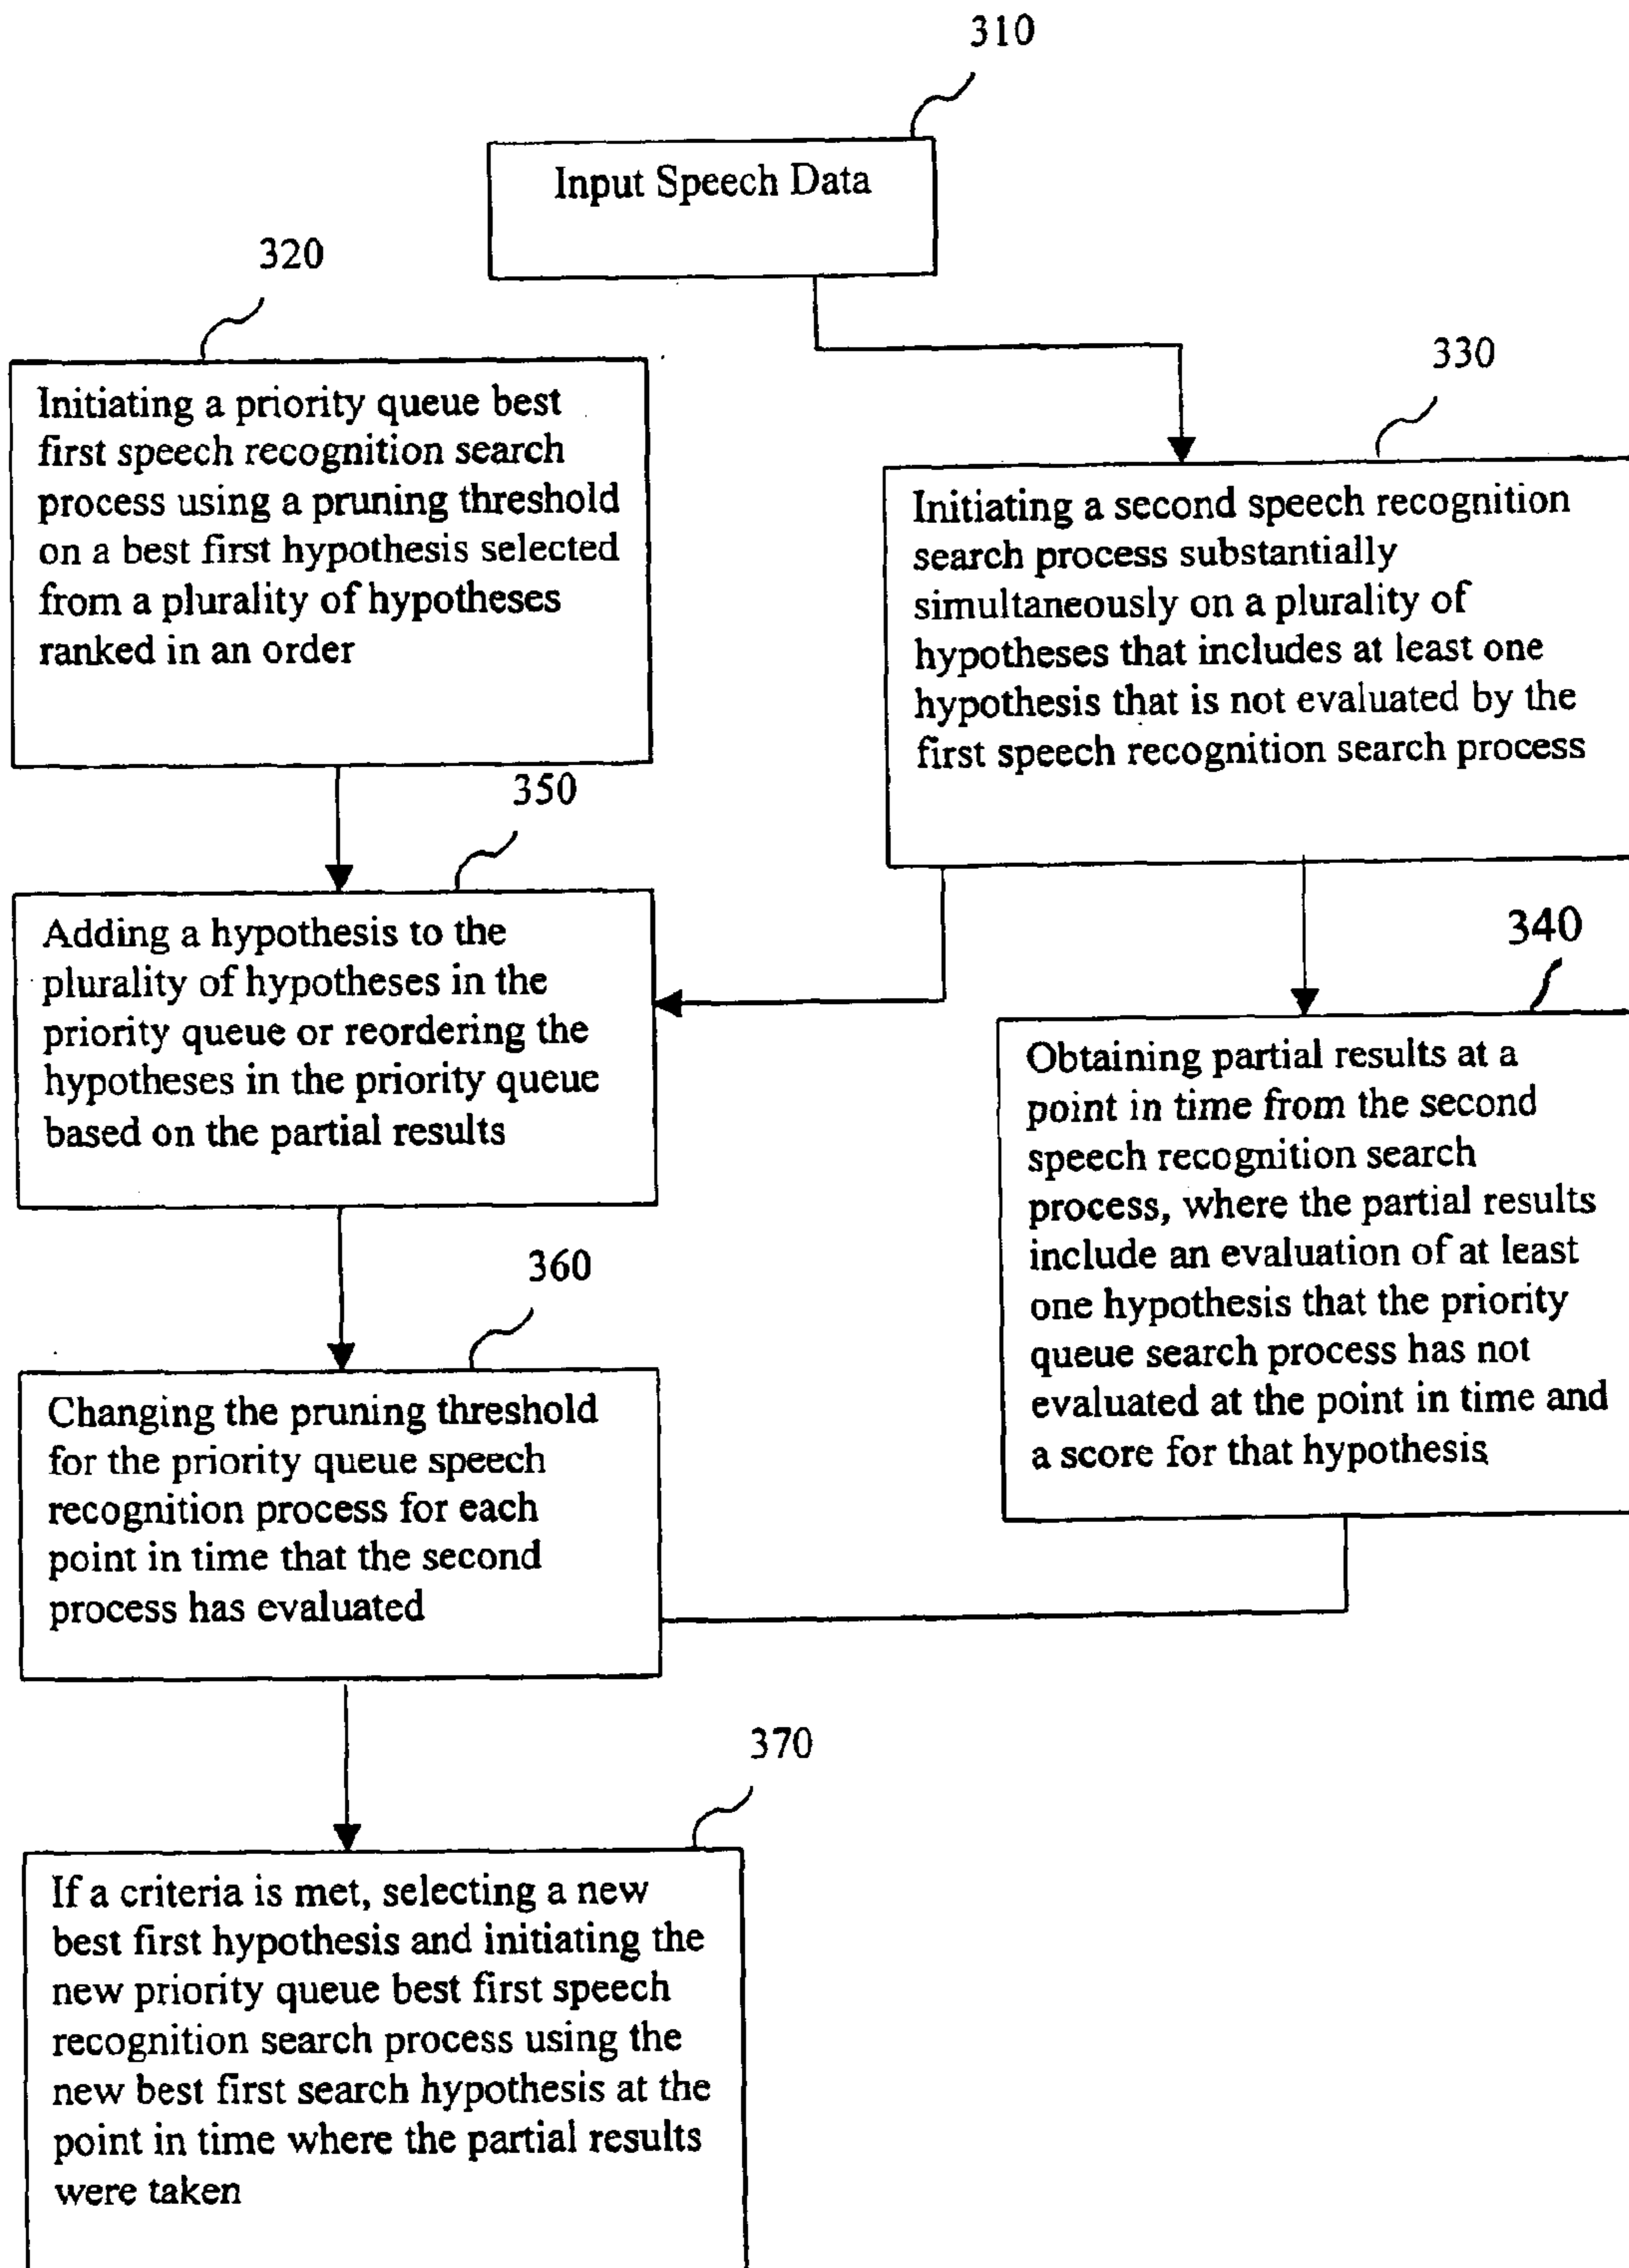 310
Input Speech Data
320
Initiating a priority queue best
first speech recognition search
process using a pruning threshold
on a best first hypothesis selected
from a plurality of hypotheses
ranked in an order
330
Initiating a second speech recognition
search process substantially
simultaneously on a plurality of
hypotheses that includes at least one
hypothesis that is not evaluated by the
first speech recognition search process
350
Adding a hypothesis to the
plurality of hypotheses in the
priority queue or reordering the
hypotheses in the priority queue
based on the partial results
340
Obtaining partial results at a
point in time from the second
speech recognition search
process, where the partial results
include an evaluation of at least
one hypothesis that the priority
queue search process has not
evaluated at the point in time and
a score for that hypothesis
360
Changing the pruning threshold
for the priority queue speech
recognition process for each
point in time that the second
process has evaluated
370
If a criteria is met, selecting a new
best first hypothesis and initiating the
new priority queue best first speech
recognition search process using the
new best first search hypothesis at the
point in time where the partial results
were taken